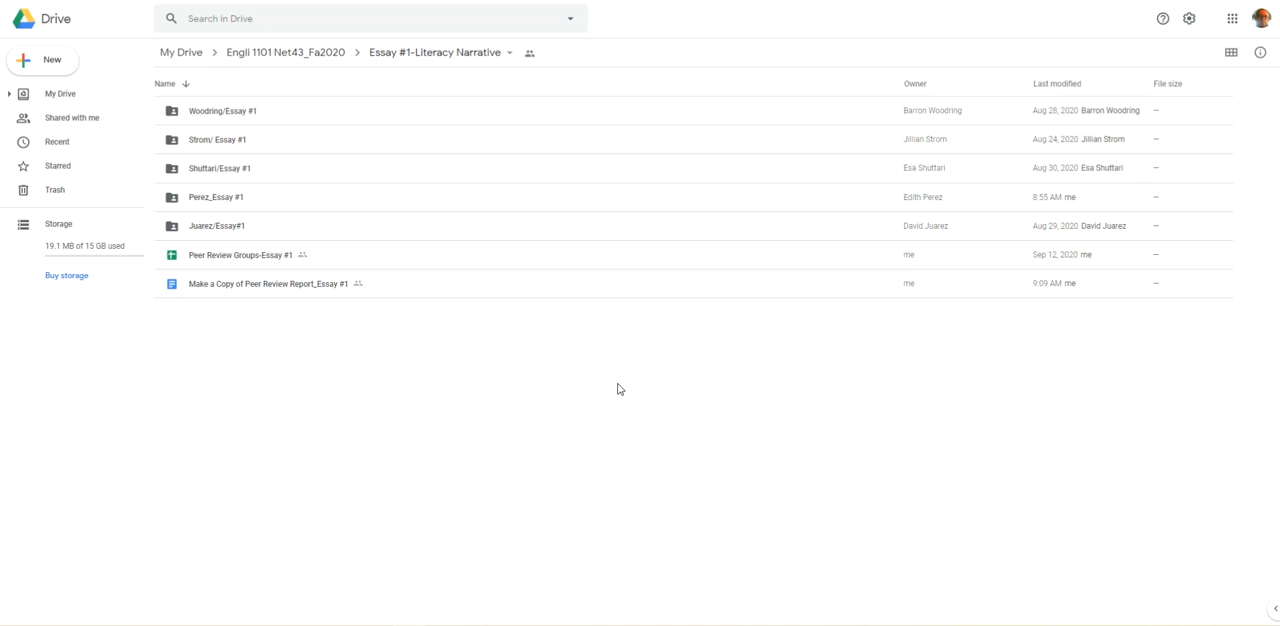 Drive
Search in Drive
My Drive > Engli 1101 Net43_Fa2020 > Essay #1-Literacy Narrative
New
My Drive
Shared with me
Recent
Starred
Trash
Storage
19.1 MB of 15 GB used
Buy storage
Name Owner Last modified File size
Woodring/Essay #1 Barron Woodring Aug 28, 2020 Barron Woodring –
Strom/ Essay #1 Jillian Strom Aug 24, 2020 Jillian Strom –
Shuttari/Essay #1 Esa Shuttari Aug 30, 2020 Esa Shuttari –
Perez_Essay #1 Edith Perez 8:55 AM me –
Juarez/Essay#1 David Juarez Aug 29, 2020 David Juarez –
Peer Review Groups-Essay #1 me Sep 12, 2020 me –
Make a Copy of Peer Review Report_Essay #1 me 9:09 AM me –